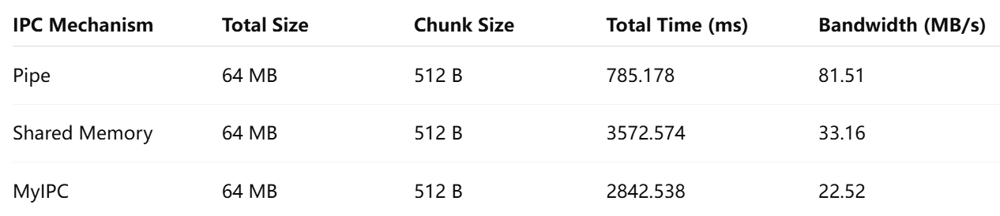 IPC Mechanism Total Size Chunk Size Total Time (ms) Bandwidth (MB/s)
Pipe 64 MB 512 B 785.178 81.51
Shared Memory 64 MB 512 B 3572.574 33.16
MyIPC 64 MB 512 B 2842.538 22.52